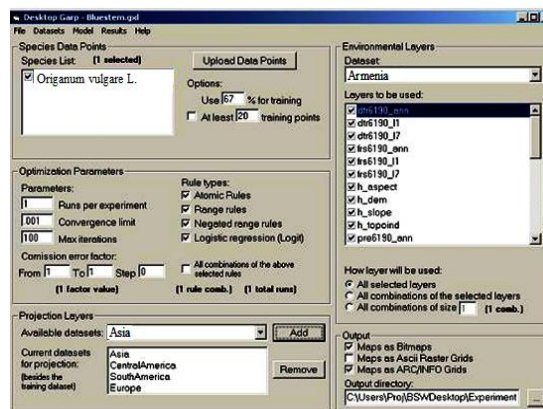 Desktop Garp - Bluestem.gxd
File Datasets Model Results Help
Species Data Points
Species List: (1 selected)
Origanum vulgare L.
Upload Data Points
Options:
Use 67 % for training
At least 20 training points
Optimization Parameters
Parameters:
1 Runs per experiment
.001 Convergence limit
100 Max iterations
Comission error factor:
From 1 To 1 Step 0
(1 factor value)
Rule types:
Atomic Rules
Range rules
Negated range rules
Logistic regression (Logit)
All combinations of the above
selected rules
(1 rule comb.) (1 total runs)
Projection Layers
Available datasets: Asia
Add
Current datasets
for projection:
(besides the
training dataset)
Asia
CentralAmerica
SouthAmerica
Europe
Remove
Environmental Layers
Dataset:
Armenia
Layers to be used:
dtr6190_ann
dtr6190_l1
dtr6190_l7
frs6190_ann
frs6190_l1
frs6190_l7
h_aspect
h_dem
h_slope
h_topoind
pre6190_ann
How layer will be used:
All selected layers
All combinations of the selected layers
All combinations of size 1 (1 comb.)
Output
Maps as Bitmaps
Maps as Ascii Raster Grids
Maps as ARC/INFO Grids
Output directory:
C:\Users\Proj\BSWDesktop\Experiment
...